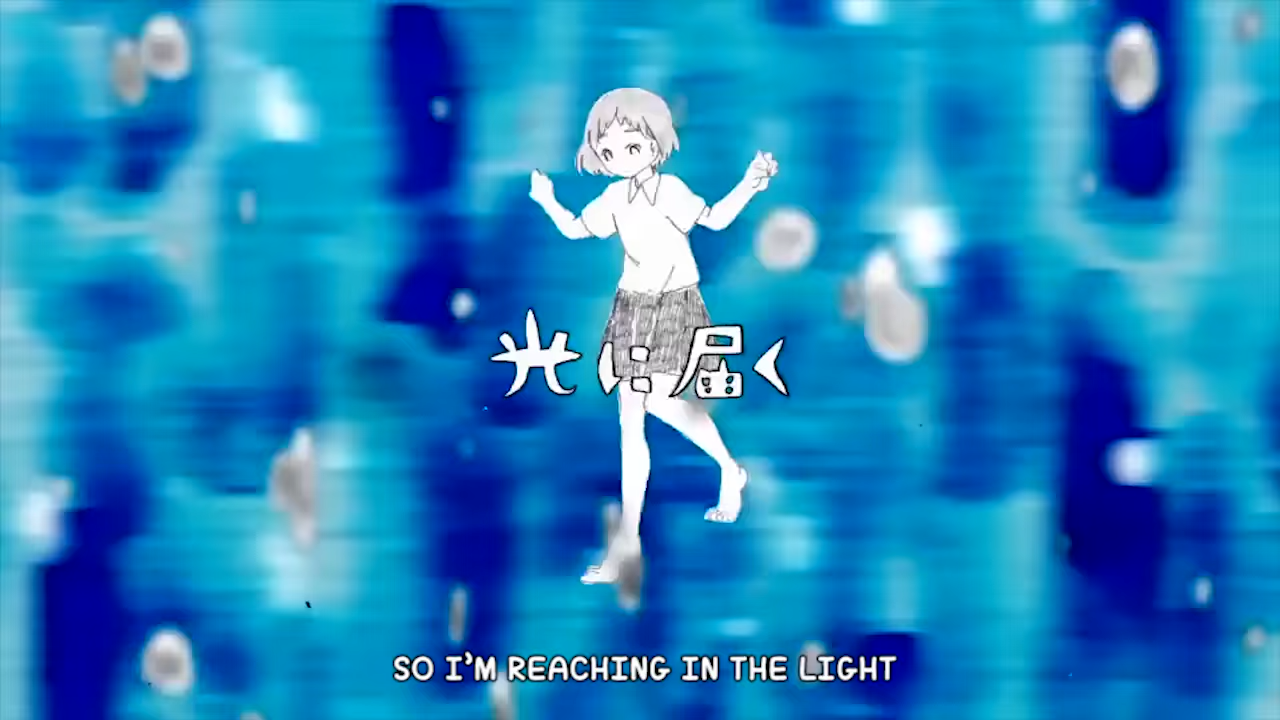 光に届く
SO I'M REACHING IN THE LIGHT